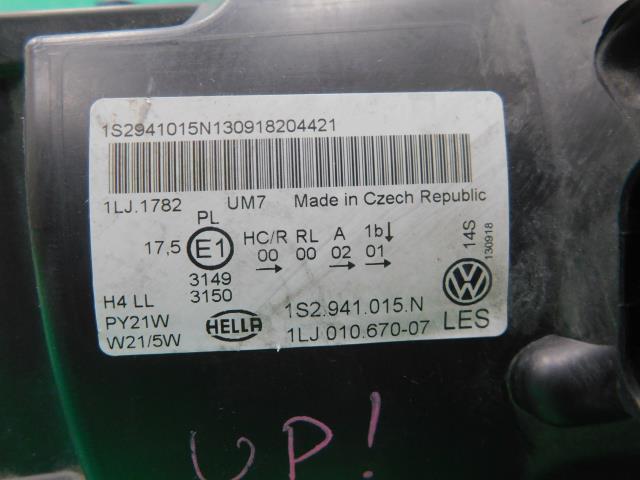 1S2941015N130918204421
1LJ.1782 UM7 Made in Czech Republic
PL
17,5 E1 HC/R RL A 1b↓
00 00 02 01
3149
3150
14S
130918
H4 LL
PY21W
W21/5W
HELLA
1S2.941.015.N
1LJ 010.670-07
VW
LES
UP!